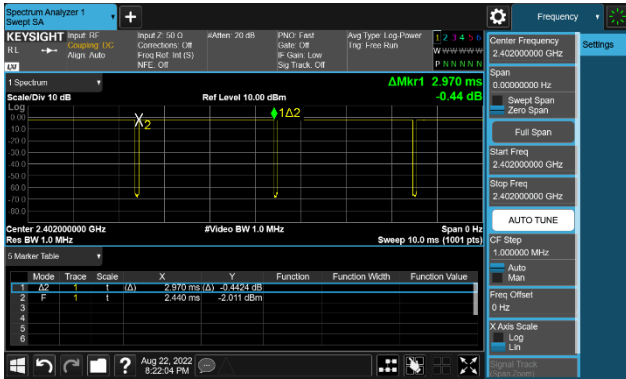 Spectrum Analyzer 1
Swept SA
Frequency
KEYSIGHT Input: RF Input Z: 50 Ω #Atten: 20 dB PNO: Fast Avg Type: Log-Power 1 2 3 4 5 6
RL Coupling: DC Corrections: Off Gate: Off Trig: Free Run
Align: Auto Freq Ref: Int (S) IF Gain: Low W W W W W W
NFE: Off Sig Track: Off P N N N N N
LXI
1 Spectrum
ΔMkr1 2.970 ms
Scale/Div 10 dB Ref Level 10.00 dBm -0.44 dB
Log
0.00
-10.0
-20.0
-30.0
-40.0
-50.0
-60.0
-70.0
-80.0
X2
1Δ2
Center 2.402000000 GHz #Video BW 1.0 MHz Span 0 Hz
Res BW 1.0 MHz Sweep 10.0 ms (1001 pts)
5 Marker Table
Mode Trace Scale X Y Function Function Width Function Value
1 Δ2 1 t (Δ) 2.970 ms (Δ) -0.4424 dB
2 F 1 t 2.440 ms -2.011 dBm
3
4
5
6
Aug 22, 2022
8:22:04 PM
?
Center Frequency
2.402000000 GHz
Settings
Span
0.00000000 Hz
Swept Span
Zero Span
Full Span
Start Freq
2.402000000 GHz
Stop Freq
2.402000000 GHz
AUTO TUNE
CF Step
1.000000 MHz
Auto
Man
Freq Offset
0 Hz
X Axis Scale
Log
Lin
Signal Track
(Span Zoom)